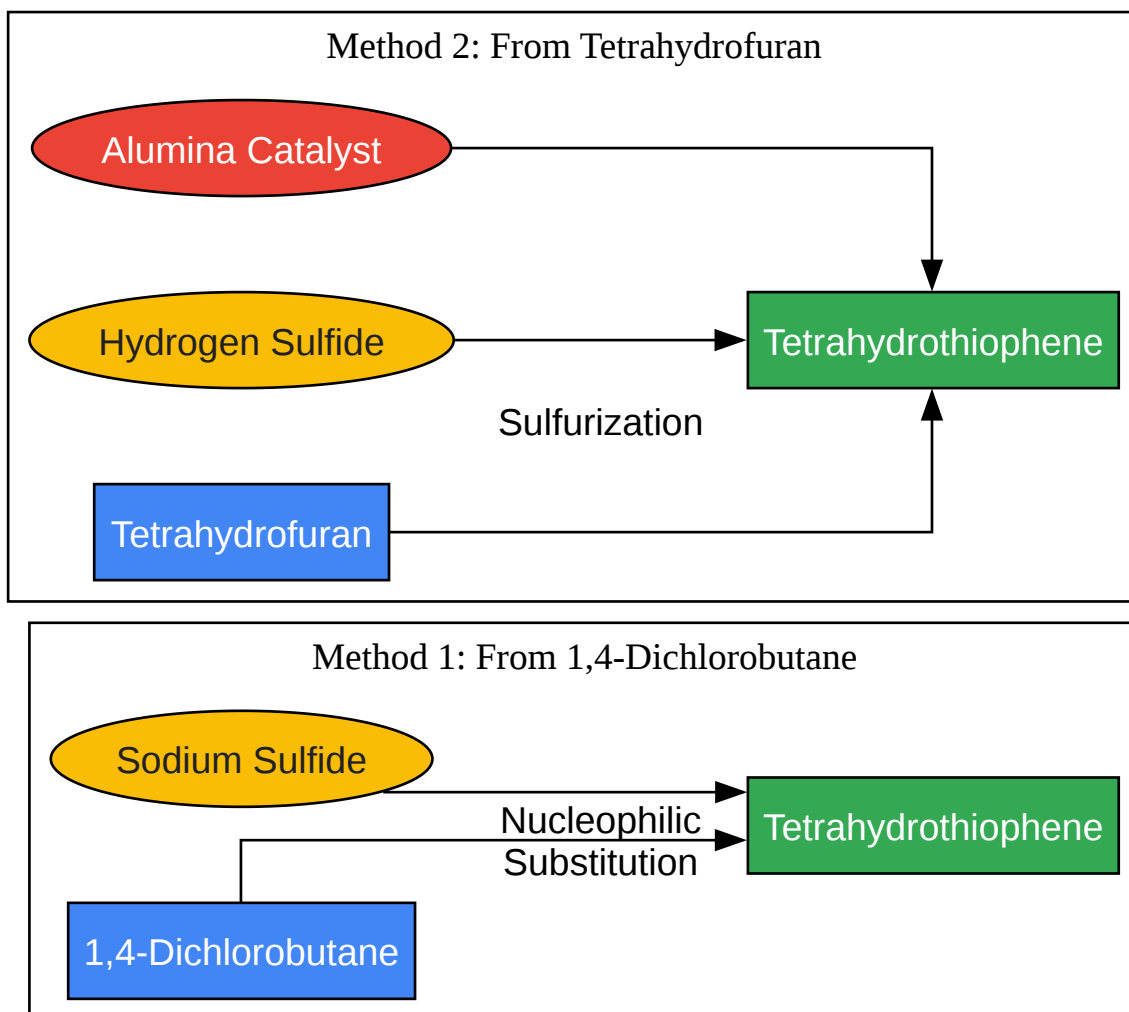 Method 2: From Tetrahydrofuran
Alumina Catalyst
Hydrogen Sulfide
Tetrahydrothiophene
Sulfurization
Tetrahydrofuran
Method 1: From 1,4-Dichlorobutane
Sodium Sulfide
Nucleophilic
Substitution
Tetrahydrothiophene
1,4-Dichlorobutane